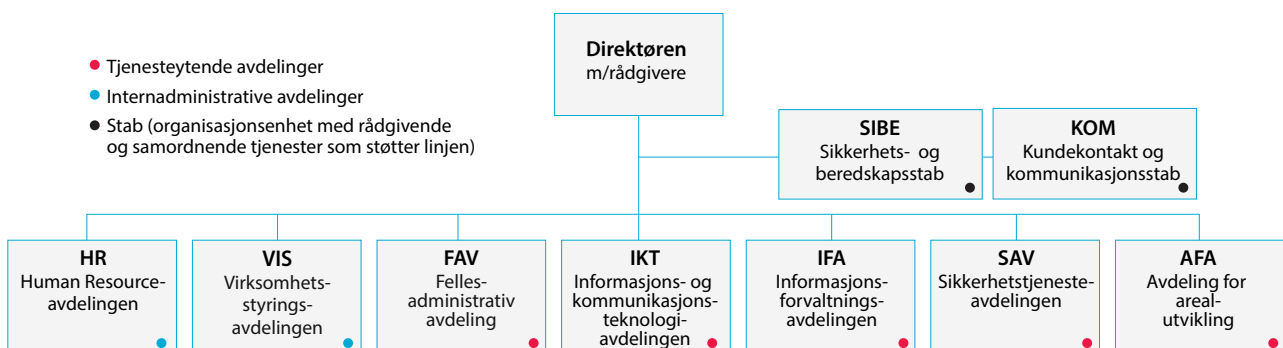 Direktøren
m/rådgivere
Tjenesteytende avdelinger
Internadministrative avdelinger
Stab (organisasjonsenhet med rådgivende
og samordnende tjenester som støtter linjen)
SIBE
Sikkerhets- og
beredskapsstab
KOM
Kundekontakt og
kommunikasjonsstab
HR
Human Resource-
avdelingen
VIS
Virksomhets-
styrings-
avdelingen
FAV
Felles-
administrativ
avdeling
IKT
Informasjons- og
kommunikasjons-
teknologi-
avdelingen
IFA
Informasjons-
forvaltnings-
avdelingen
SAV
Sikkerhetstjeneste-
avdelingen
AFA
Avdeling for
areal-
utvikling